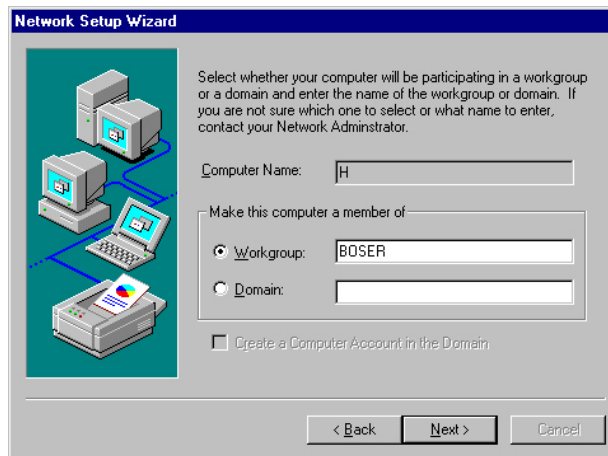 Network Setup Wizard
Select whether your computer will be participating in a workgroup
or a domain and enter the name of the workgroup or domain. If
you are not sure which one to select or what name to enter,
contact your Network Adminstrator.
Computer Name: H
Make this computer a member of
Workgroup: BOSER
Domain:
Create a Computer Account in the Domain
< Back Next > Cancel